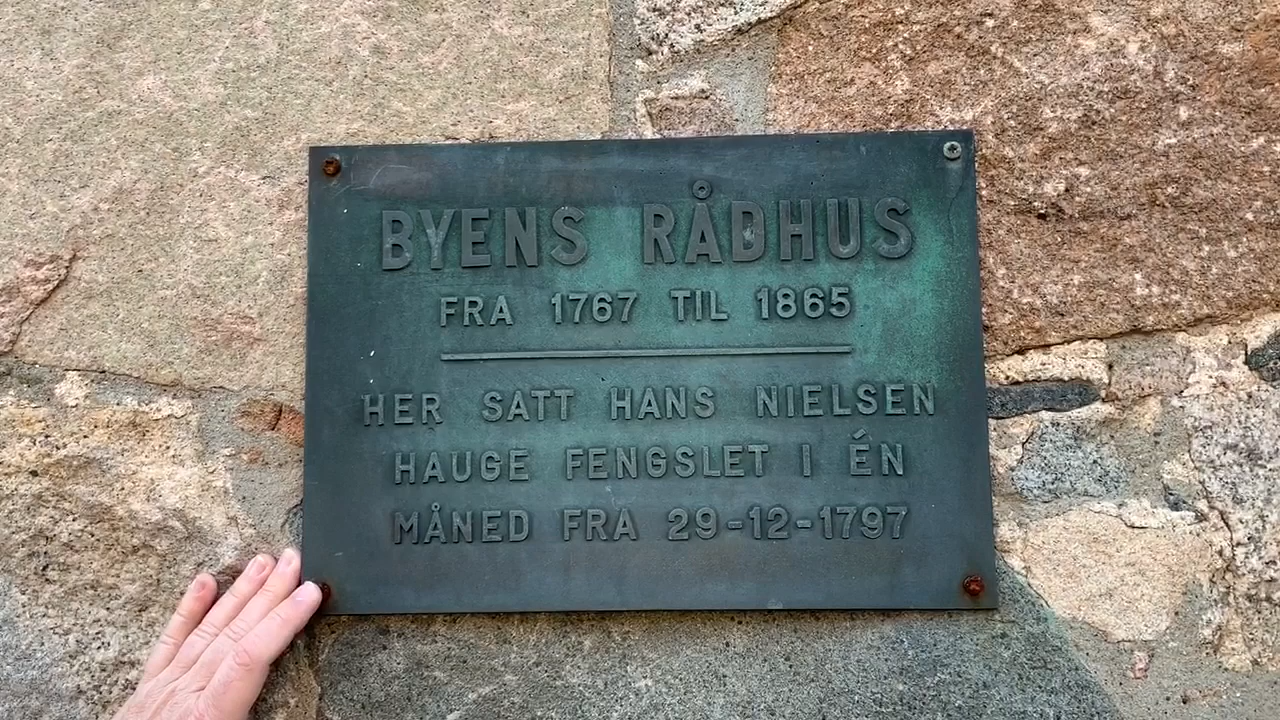 BYENS RÅDHUS
FRA 1767 TIL 1865
HER SATT HANS NIELSEN
HAUGE FENGSLET I ÉN
MÅNED FRA 29-12-1797